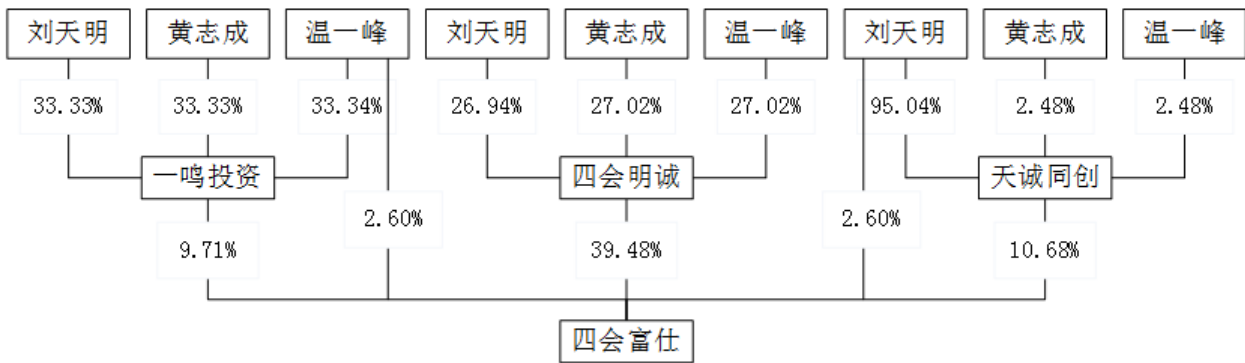 刘天明 黄志成 温一峰 刘天明 黄志成 温一峰 刘天明 黄志成 温一峰
33.33% 33.33% 33.34% 26.94% 27.02% 27.02% 95.04% 2.48% 2.48%
一鸣投资 四会明诚 天诚同创
2.60% 2.60%
9.71% 39.48% 10.68%
四会富仕